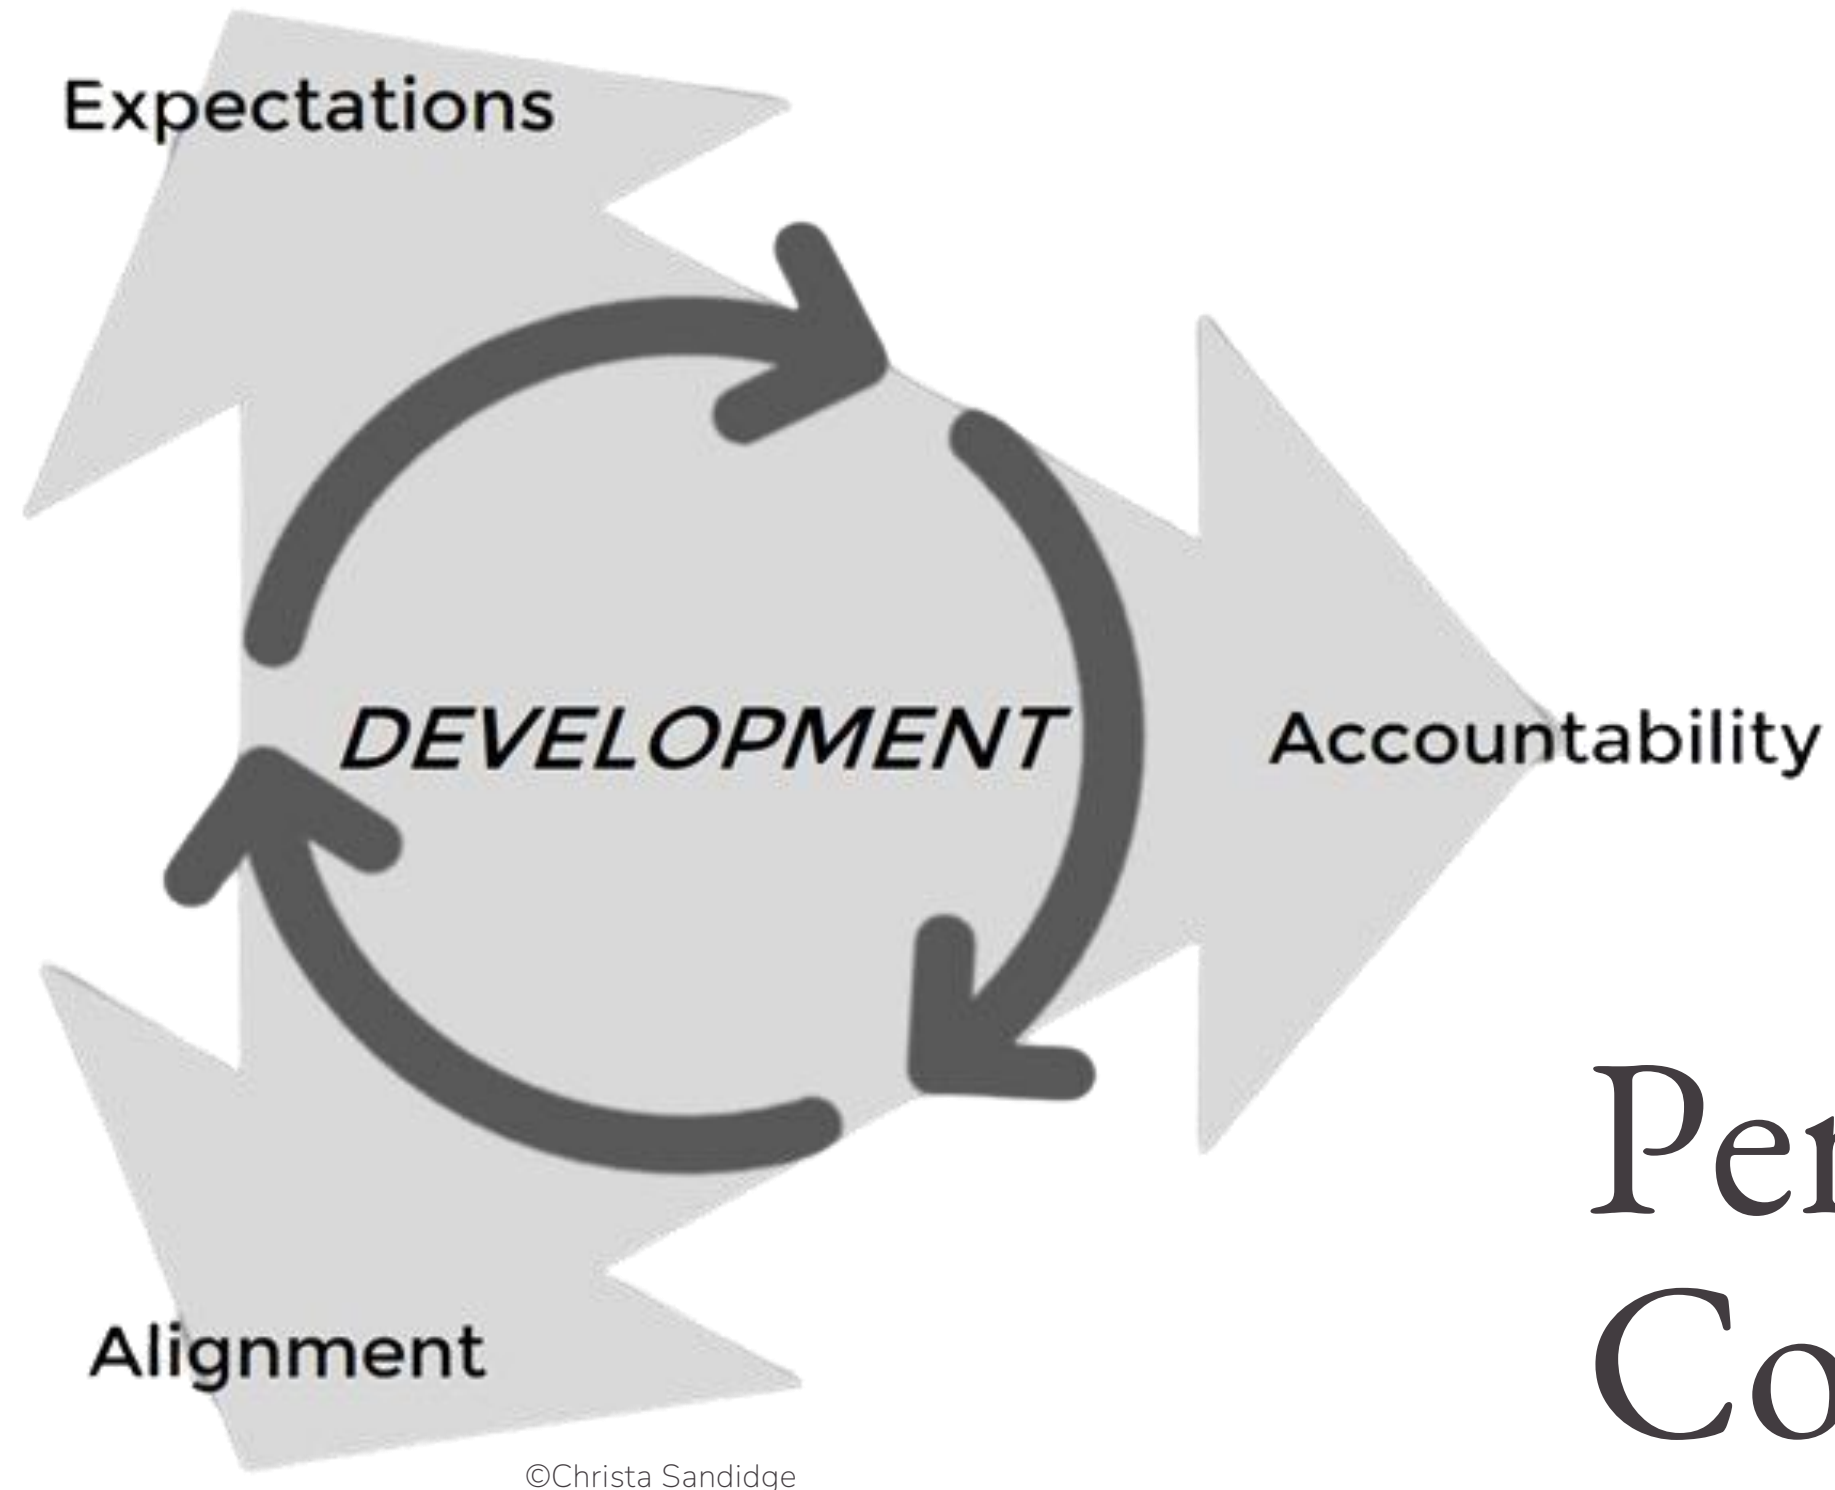 Expectations
DEVELOPMENT
Accountability
Alignment
©Christa Sandidge